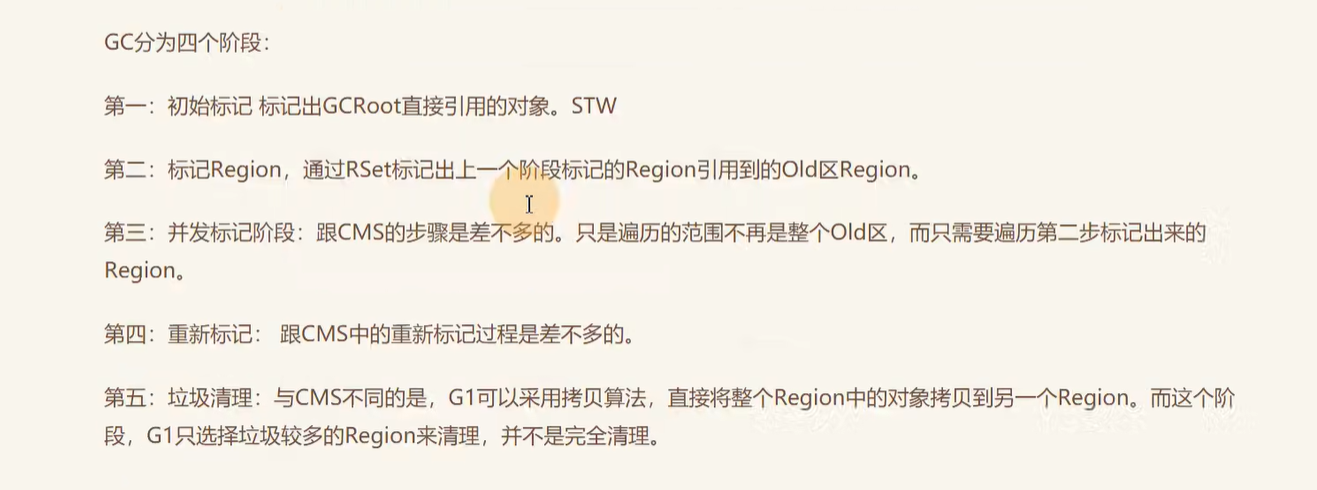 GC分为四个阶段：
第一：初始标记 标记出GCRoot直接引用的对象。STW
第二：标记Region，通过RSet标记出上一个阶段标记的Region引用到的Old区Region。
第三：并发标记阶段：跟CMS的步骤是差不多的。只是遍历的范围不再是整个Old区，而只需要遍历第二步标记出来的
Region。
第四：重新标记： 跟CMS中的重新标记过程是差不多的。
第五：垃圾清理：与CMS不同的是，G1可以采用拷贝算法，直接将整个Region中的对象拷贝到另一个Region。而这个阶
段，G1只选择垃圾较多的Region来清理，并不是完全清理。